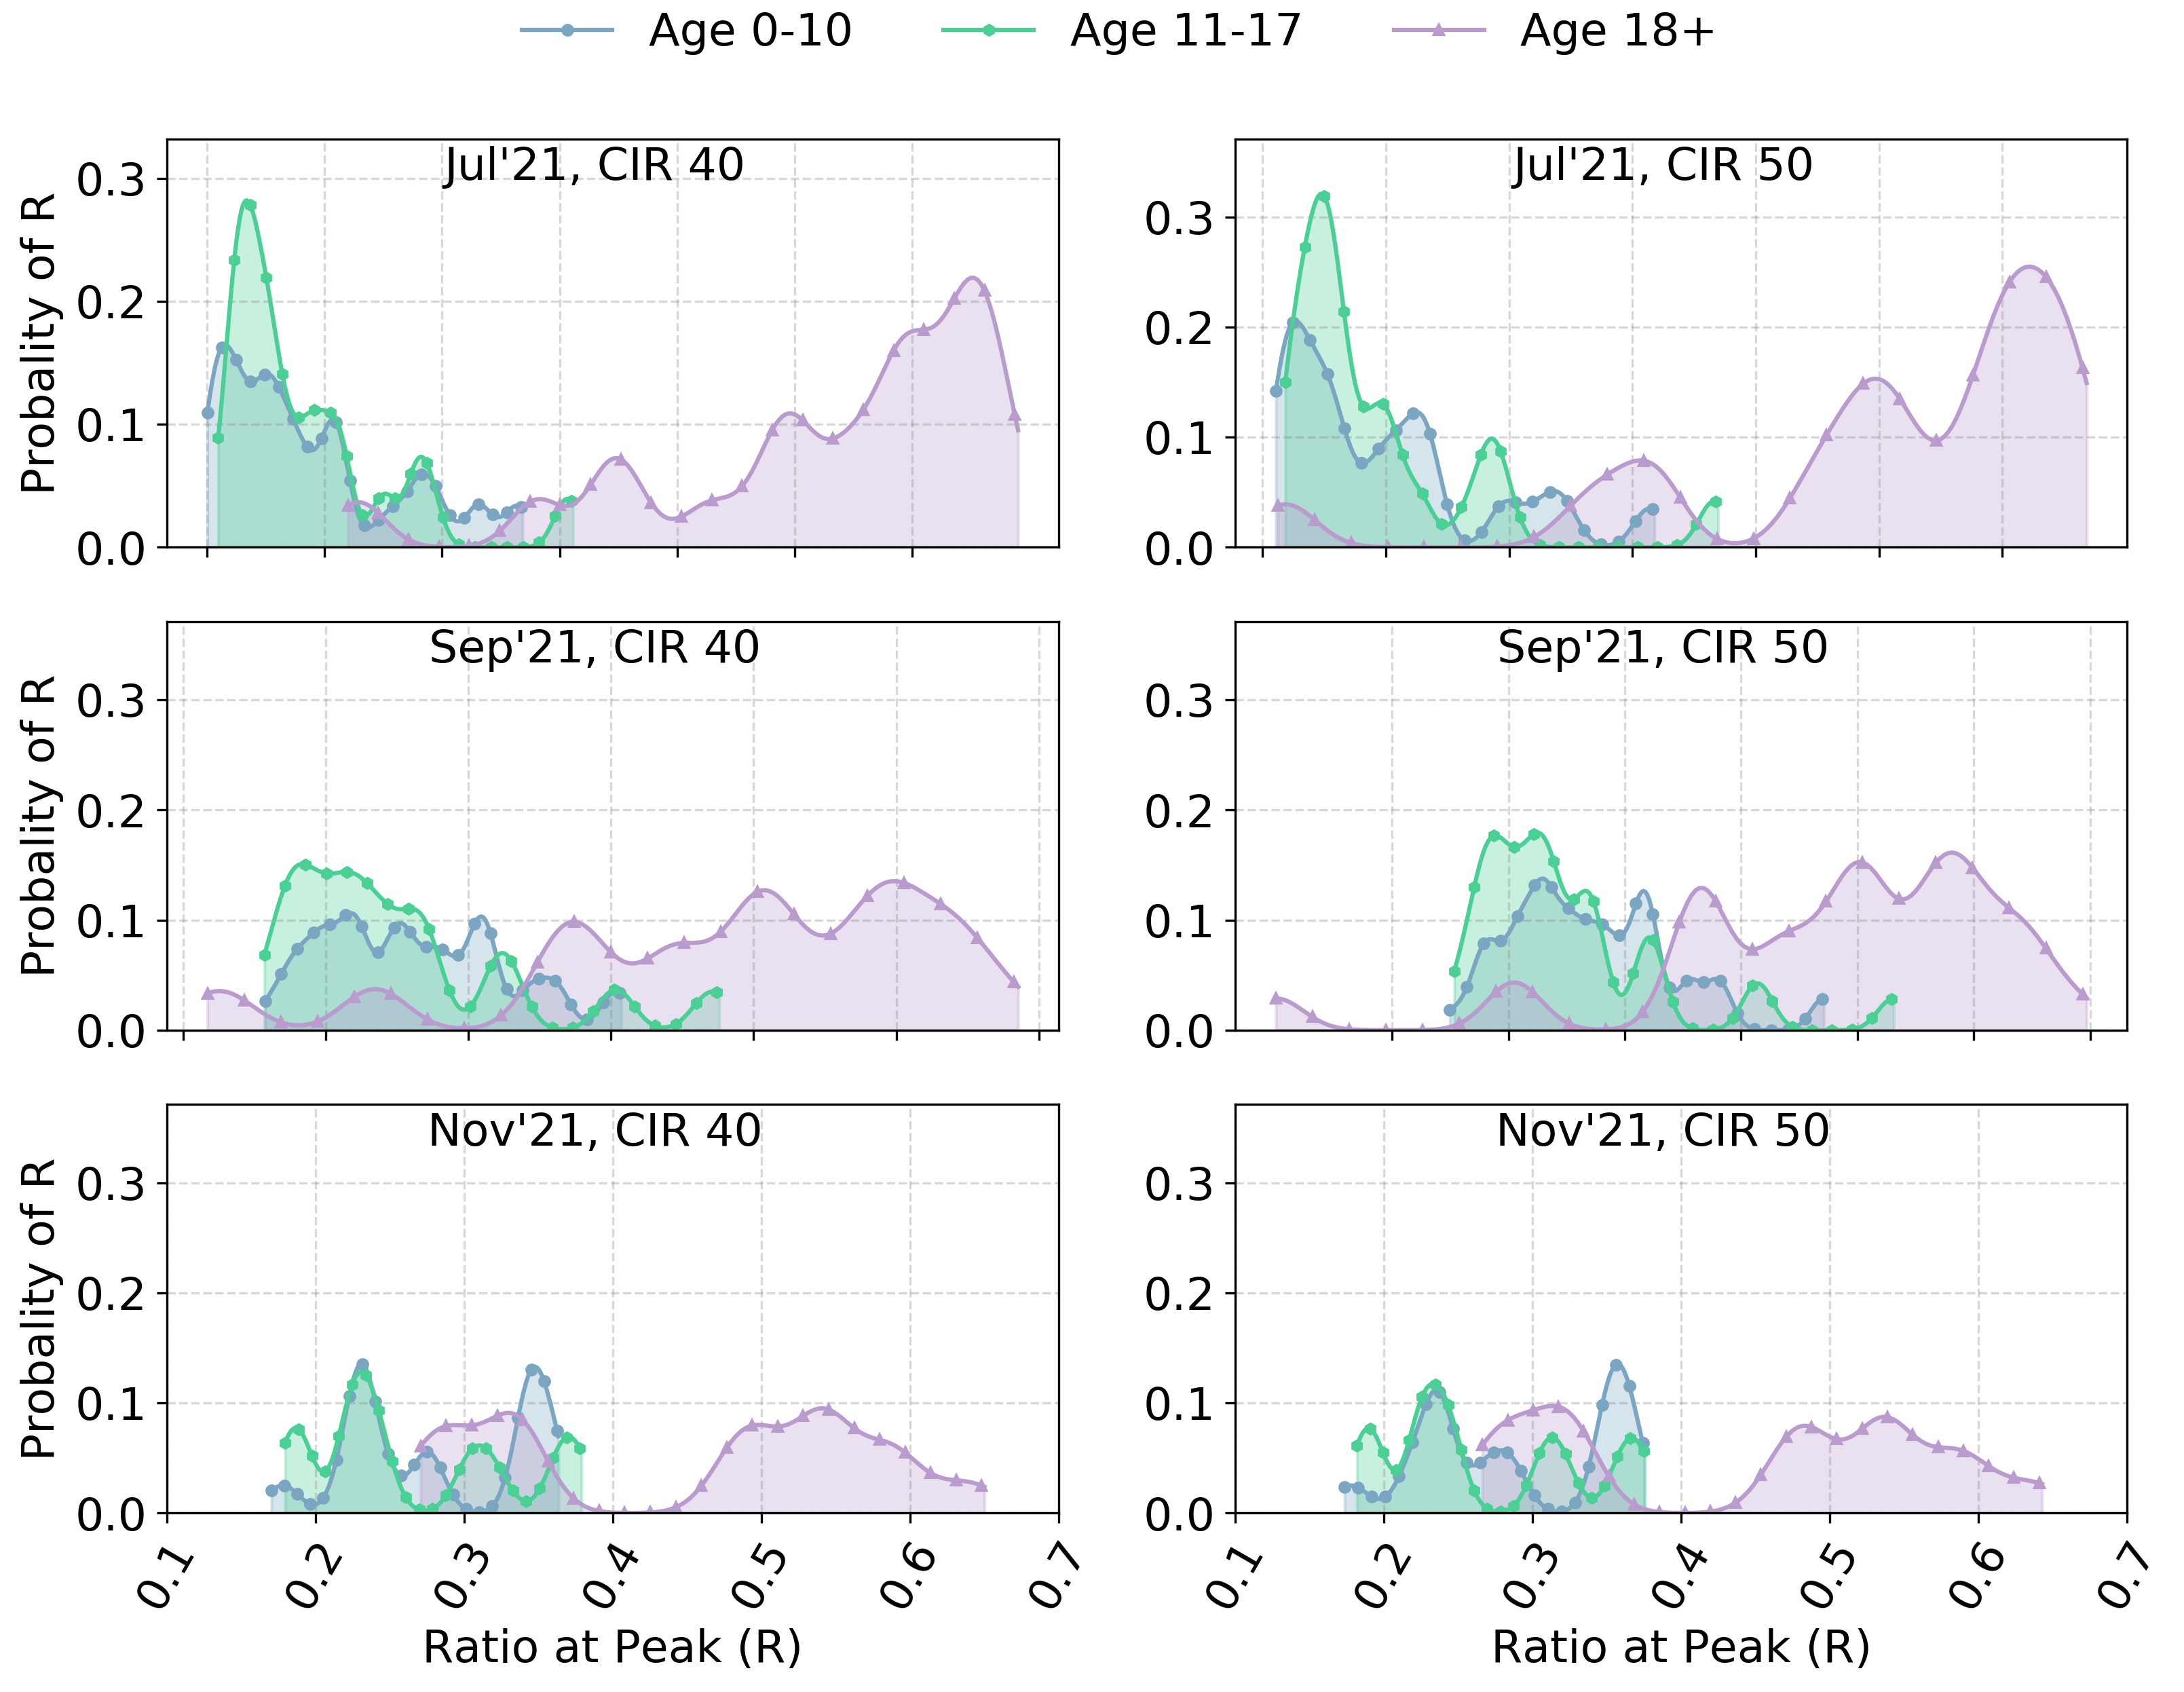 Age 0-10 Age 11-17 Age 18+
Jul'21, CIR 40
Probality of R
0.3
0.2
0.1
0.0
Jul'21, CIR 50
0.3
0.2
0.1
0.0
Sep'21, CIR 40
Probality of R
0.3
0.2
0.1
0.0
Sep'21, CIR 50
0.3
0.2
0.1
0.0
Nov'21, CIR 40
Probality of R
0.3
0.2
0.1
0.0
0.1 0.2 0.3 0.4 0.5 0.6 0.7
Ratio at Peak (R)
Nov'21, CIR 50
0.3
0.2
0.1
0.0
0.1 0.2 0.3 0.4 0.5 0.6 0.7
Ratio at Peak (R)